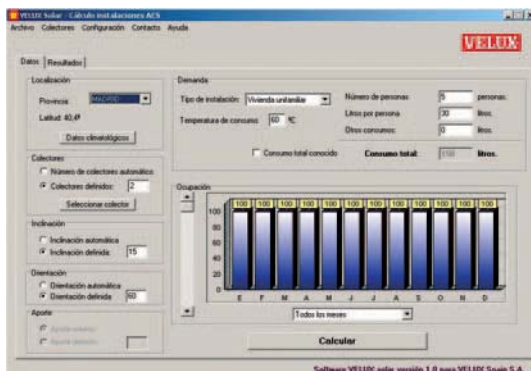 VELUX Solar / Cálculo instalaciones ACS
Archivo Colectores Configuración Contacto Ayuda
VELUX
Datos Resultados
Localización
Provincia: MADRID
Latitud: 40,4º
Datos climatológicos
Colectores
Número de colectores automático
Colectores definidos: 2
Seleccionar colector
Inclinación
Inclinación automática
Inclinación definida: 15
Orientación
Orientación automática
Orientación definida: 60
Aporte
Demanda
Tipo de instalación: Vivienda unifamiliar
Temperatura de consumo 60 ºC
Número de personas: 5 personas.
Litros por persona: 30 litros.
Otros consumos: 0 litros.
Consumo total conocido
Consumo total: 150 litros.
Ocupación
100 100 100 100 100 100 100 100 100 100 100 100
100
80
60
40
20
0
E F M A M J J A S O N D
Todos los meses
Calcular
Software VELUX solar versión 1.0 para VELUX Spain S.A.